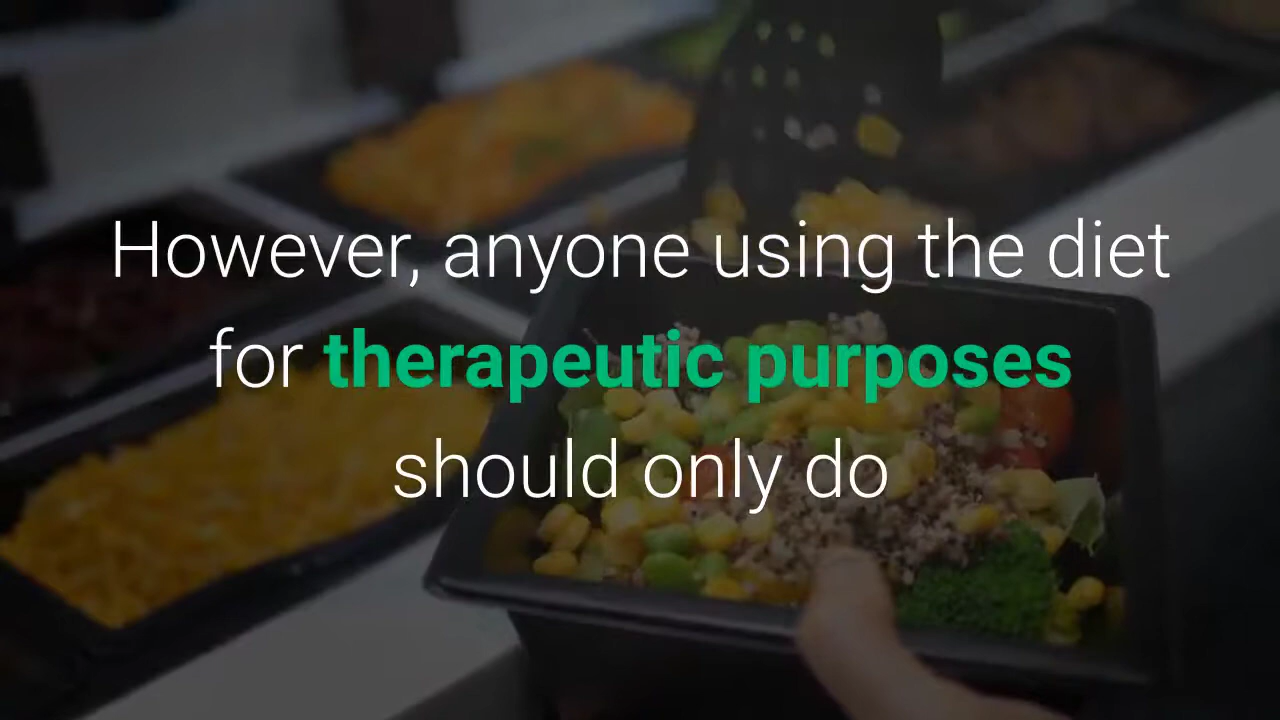 However, anyone using the diet
for therapeutic purposes
should only do